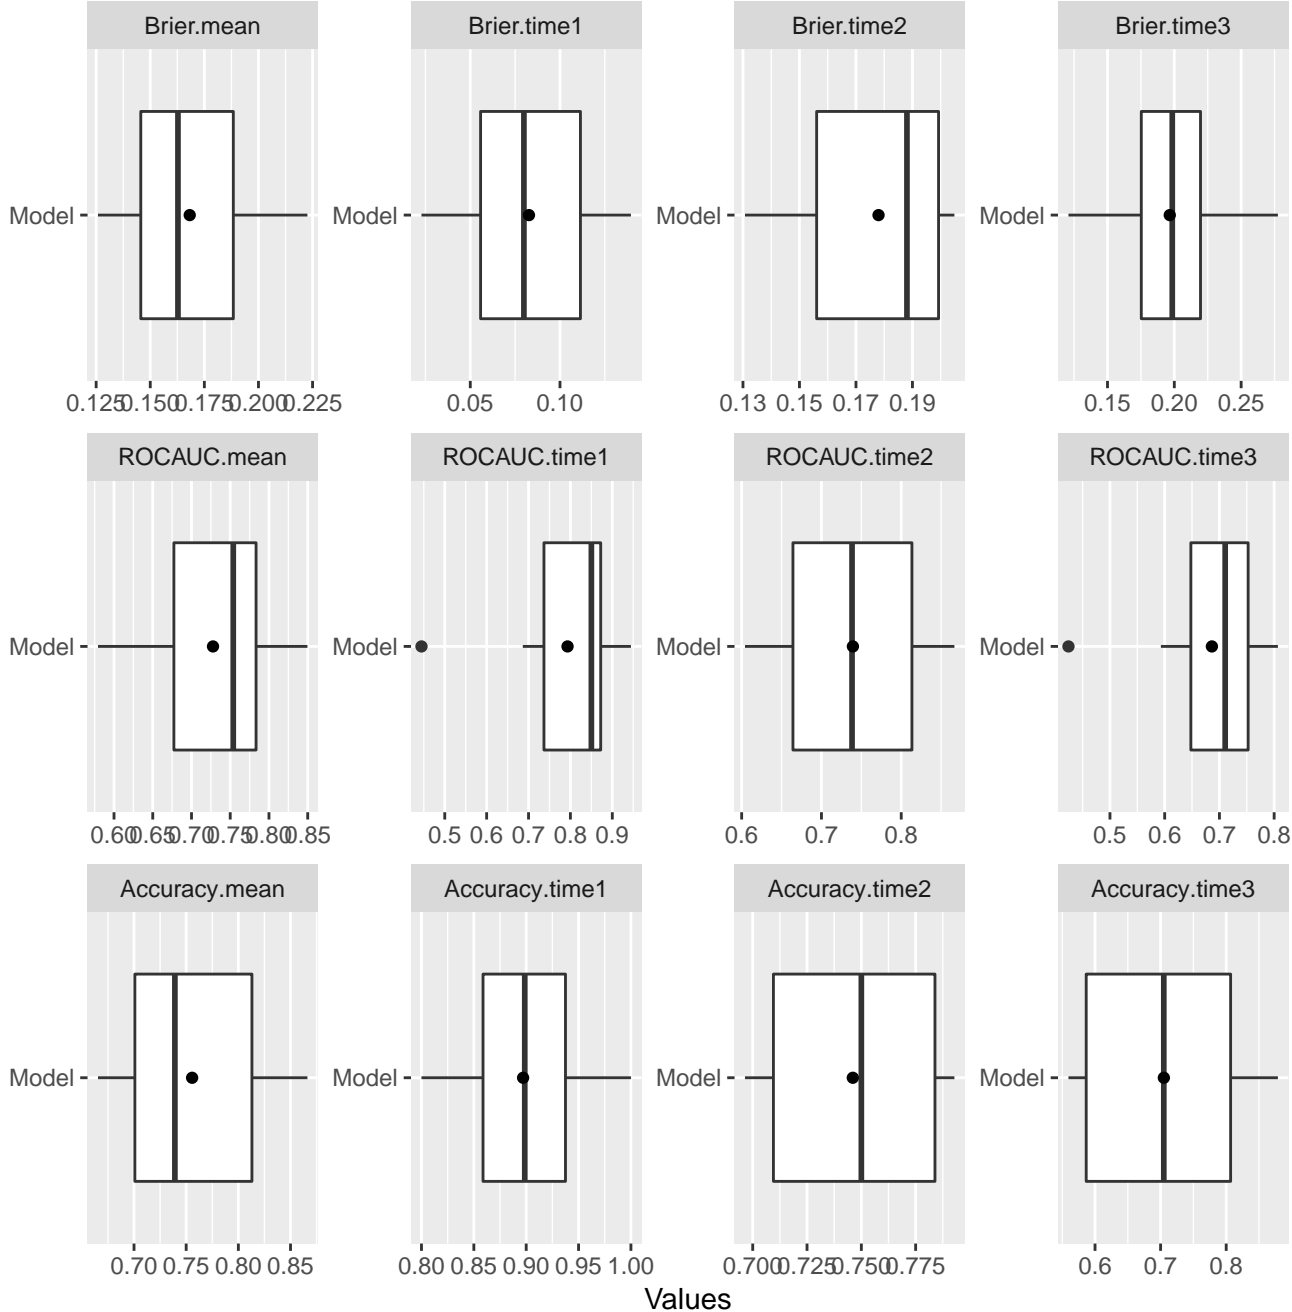 Brier.mean Brier.time1 Brier.time2 Brier.time3
Model Model Model Model
0.125 0.150 0.175 0.200 0.225 0.05 0.10 0.13 0.15 0.17 0.19 0.15 0.20 0.25
ROCAUC.mean ROCAUC.time1 ROCAUC.time2 ROCAUC.time3
Model Model Model Model
0.60 0.65 0.70 0.75 0.80 0.85 0.5 0.6 0.7 0.8 0.9 0.6 0.7 0.8 0.5 0.6 0.7 0.8
Accuracy.mean Accuracy.time1 Accuracy.time2 Accuracy.time3
Model Model Model Model
0.70 0.75 0.80 0.85 0.80 0.85 0.90 0.95 1.00 0.700 0.725 0.750 0.775 0.6 0.7 0.8
Values